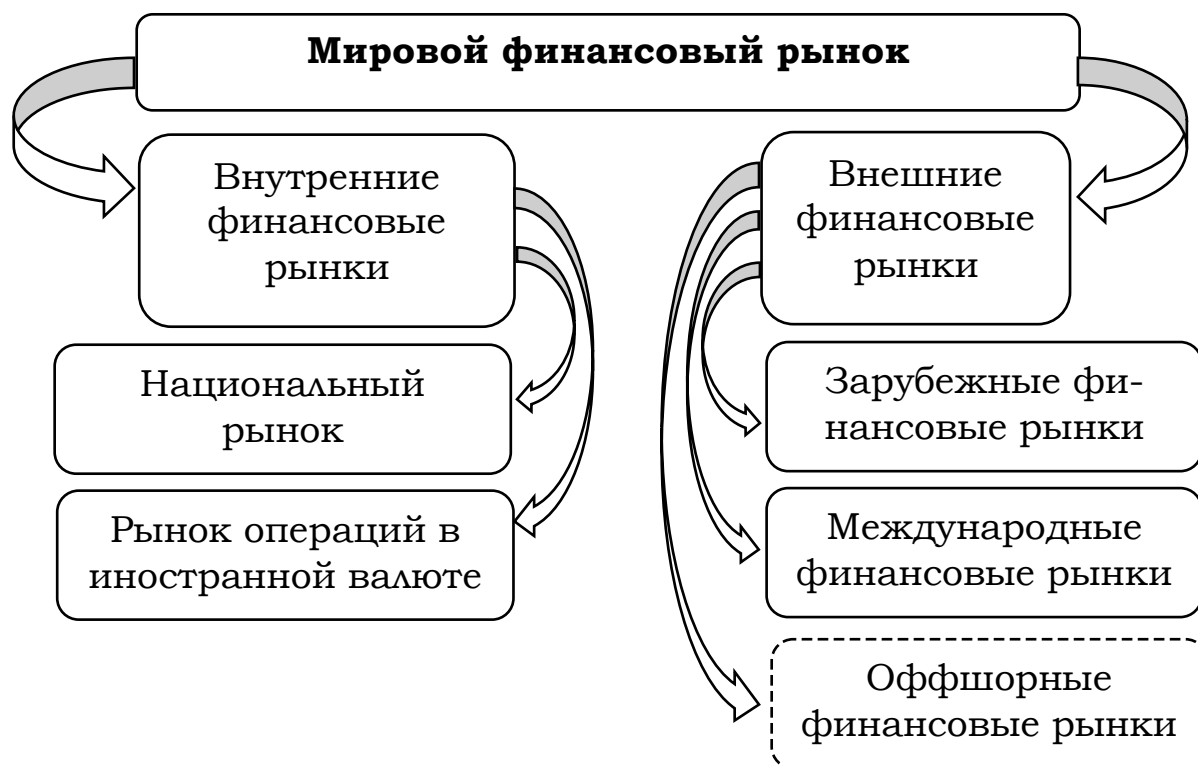 Мировой финансовый рынок
Внутренние
финансовые
рынки
Внешние
финансовые
рынки
Национальный
рынок
Рынок операций в
иностранной валюте
Зарубежные фи-
нансовые рынки
Международные
финансовые рынки
Оффшорные
финансовые рынки